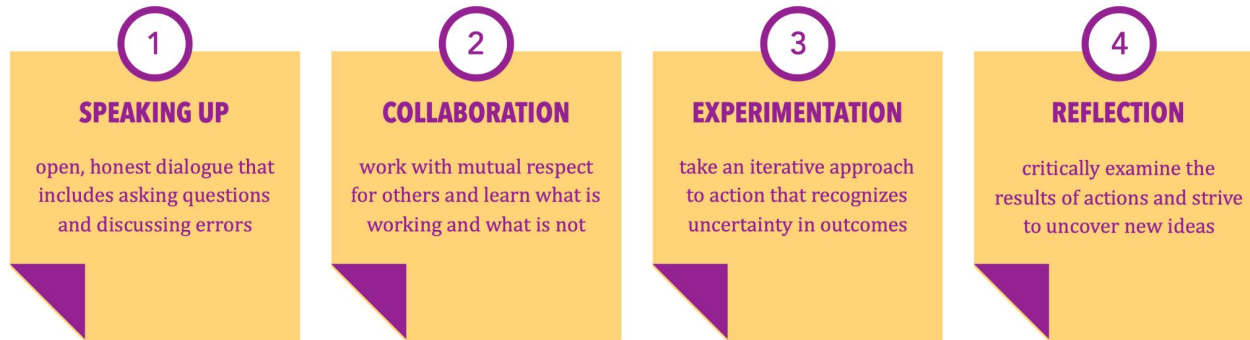 1
SPEAKING UP
open, honest dialogue that
includes asking questions
and discussing errors
2
COLLABORATION
work with mutual respect
for others and learn what is
working and what is not
3
EXPERIMENTATION
take an iterative approach
to action that recognizes
uncertainty in outcomes
4
REFLECTION
critically examine the
results of actions and strive
to uncover new ideas